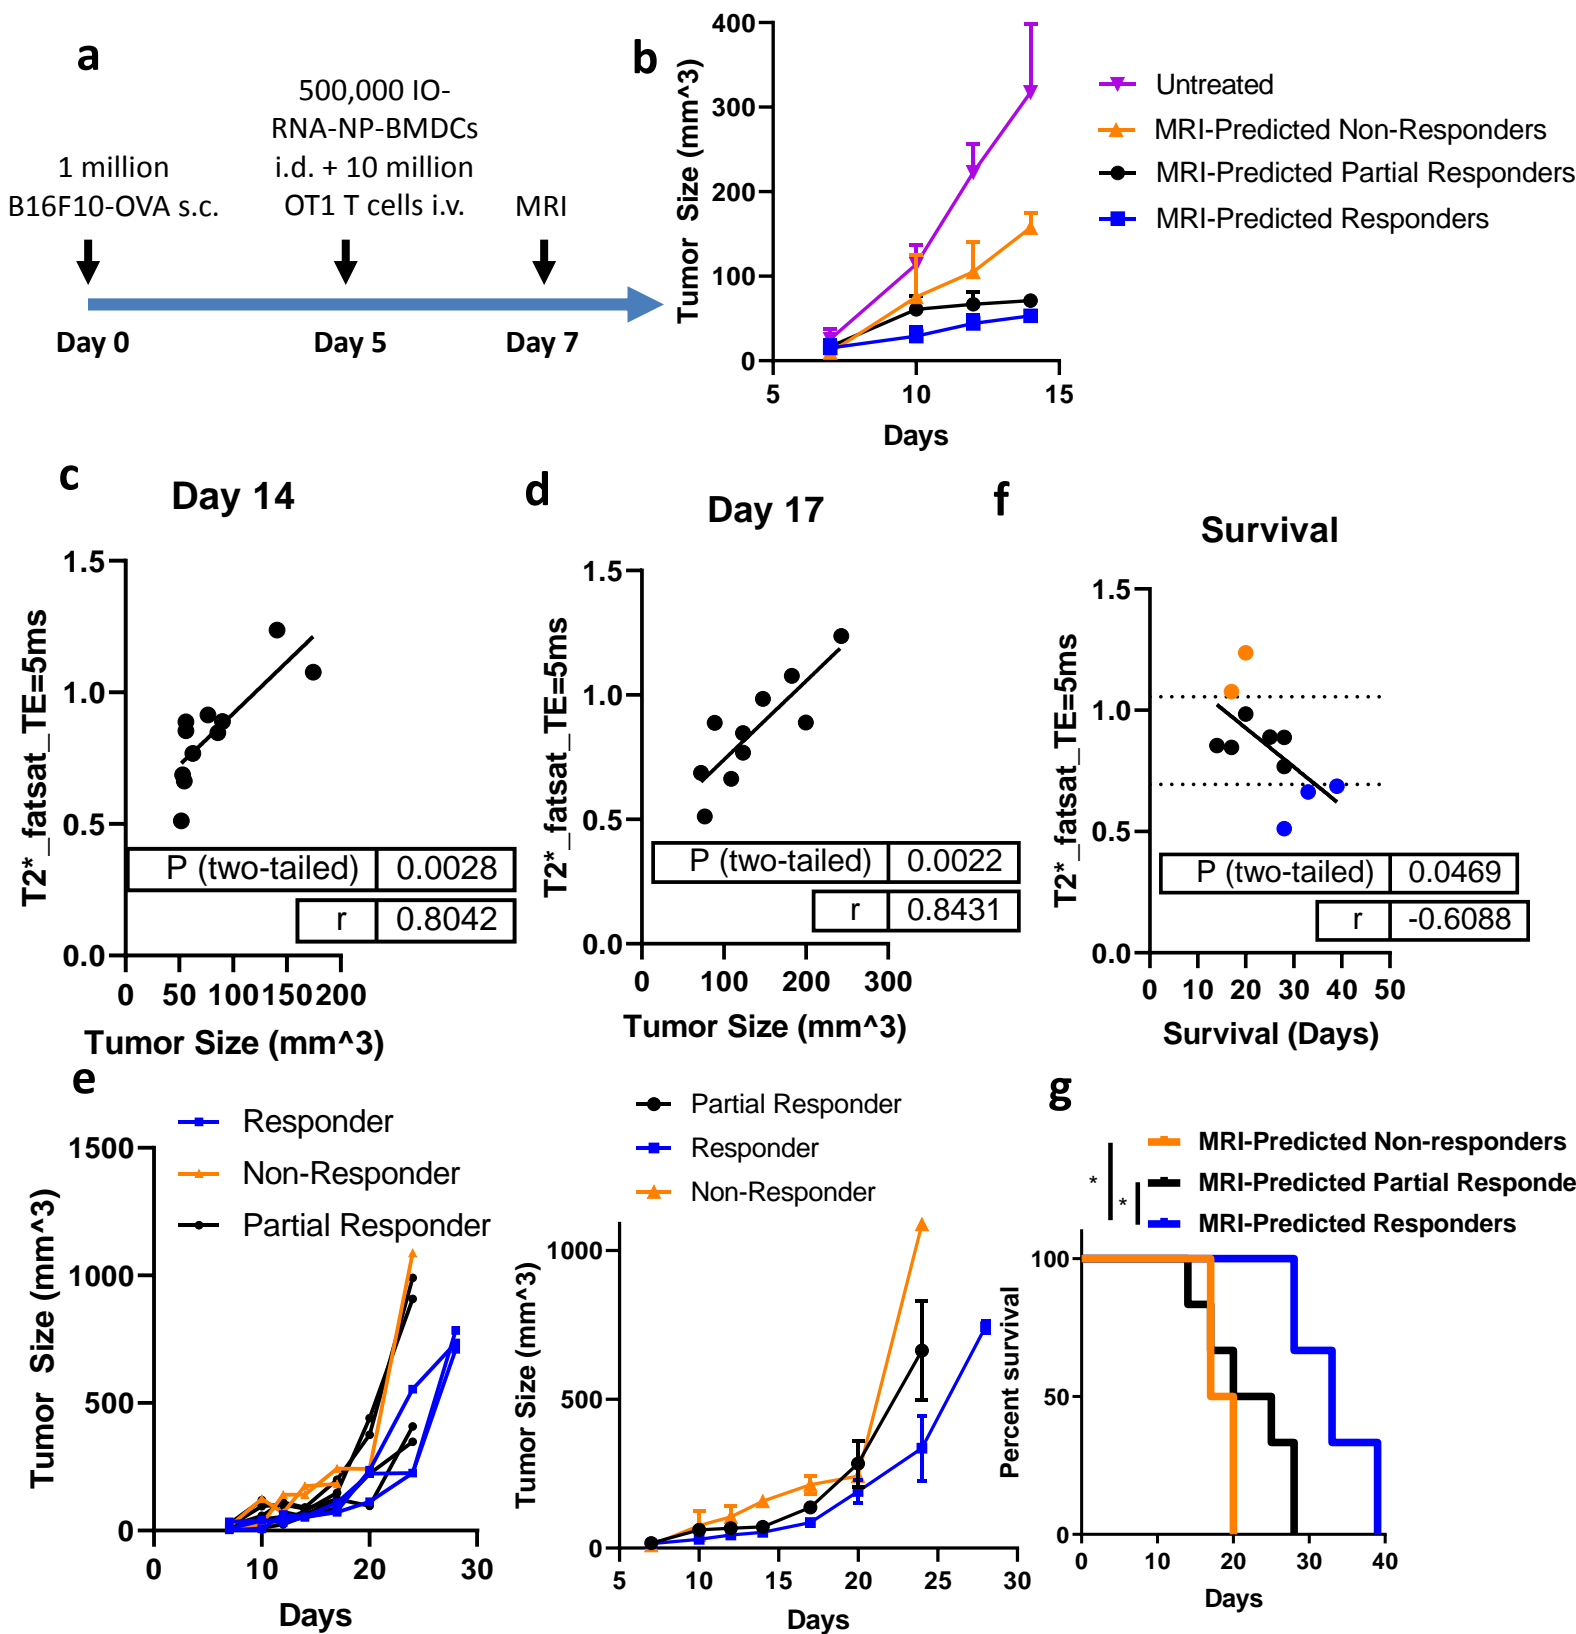 a
1 million
B16F10-OVA s.c.
500,000 IO-
RNA-NP-BMDCs
i.d. + 10 million
OT1 T cells i.v.
MRI
Day 0
Day 5
Day 7
b
Tumor Size (mm^3)
400
300
200
100
0
5
10
15
Days
Untreated
MRI-Predicted Non-Responders
MRI-Predicted Partial Responders
MRI-Predicted Responders
c
Day 14
T2*_fatsat_TE=5ms
1.5
1.0
0.5
0.0
P (two-tailed) 0.0028
r 0.8042
0 50 100 150 200
Tumor Size (mm^3)
d
Day 17
T2*_fatsat_TE=5ms
1.5
1.0
0.5
0.0
P (two-tailed) 0.0022
r 0.8431
0 100 200 300
Tumor Size (mm^3)
f
Survival
T2*_fatsat_TE=5ms
1.5
1.0
0.5
0.0
P (two-tailed) 0.0469
r -0.6088
0 10 20 30 40 50
Survival (Days)
e
Responder
Non-Responder
Partial Responder
Tumor Size (mm^3)
1500
1000
500
0
0 10 20 30
Days
Partial Responder
Responder
Non-Responder
Tumor Size (mm^3)
1000
500
0
5 10 15 20 25 30
Days
g
*
*
MRI-Predicted Non-responders
MRI-Predicted Partial Responde
MRI-Predicted Responders
Percent survival
100
50
0
0 10 20 30 40
Days